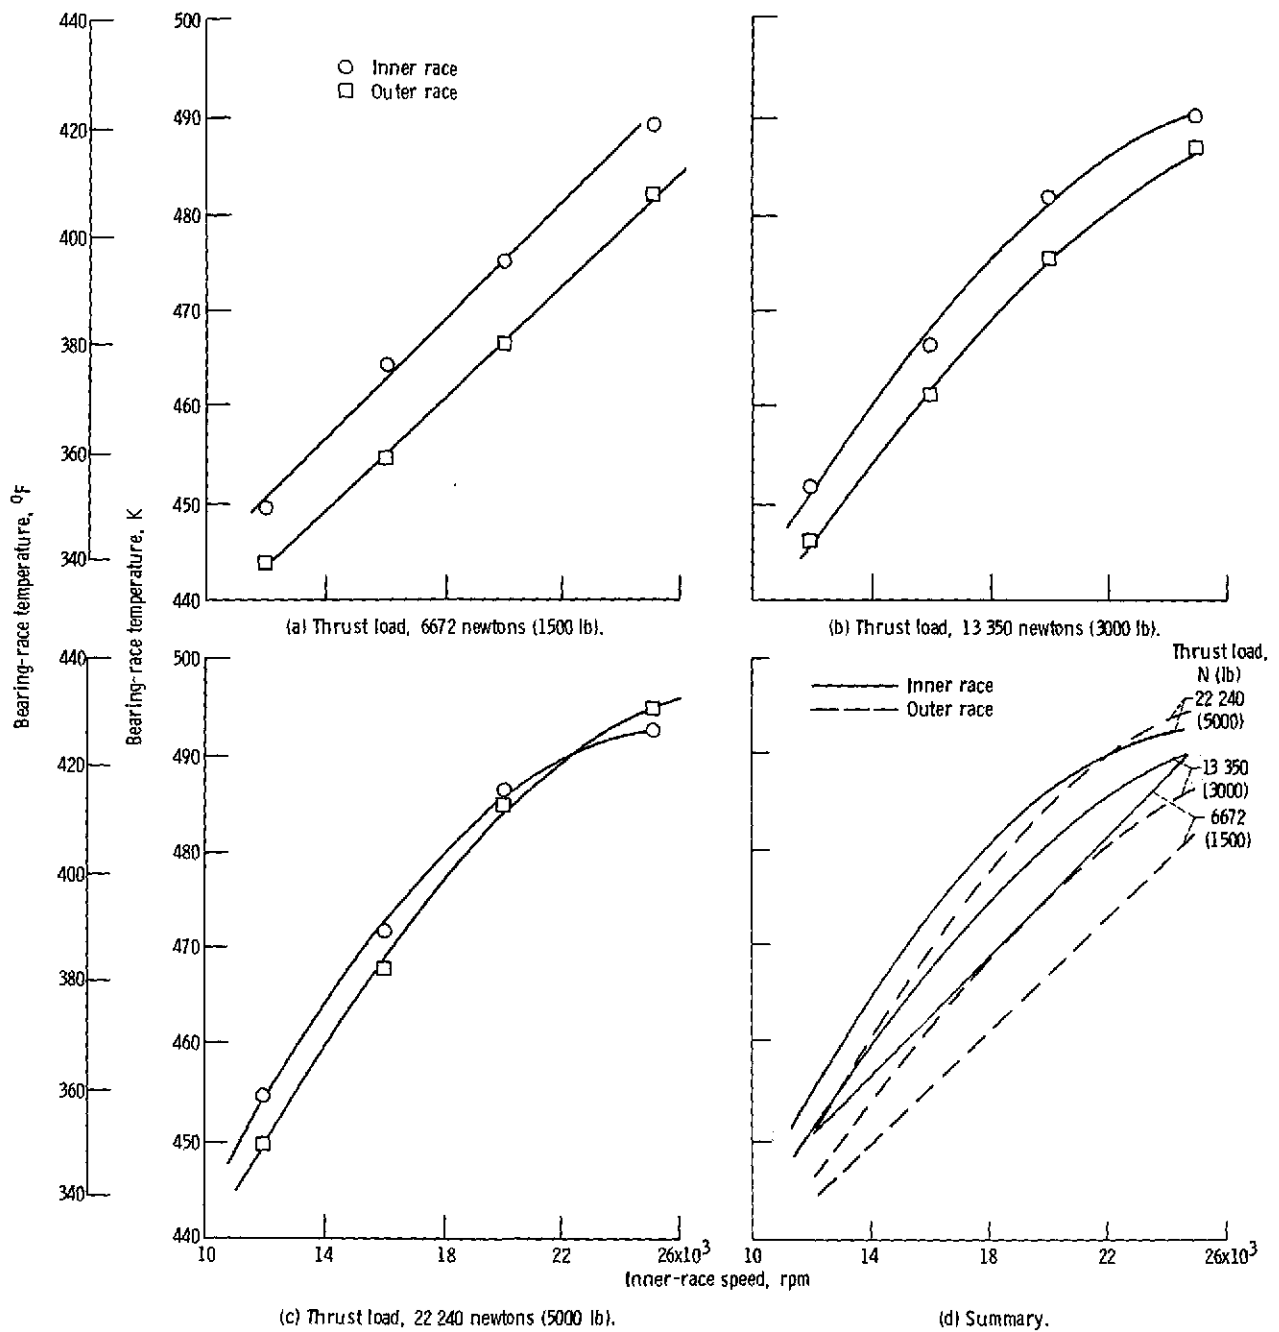 440
420
400
380
360
340
Bearing-race temperature, °F
500
490
480
470
460
450
440
Bearing-race temperature, K
Inner race
Outer race
(a) Thrust load, 6672 newtons (1500 lb).
(b) Thrust load, 13 350 newtons (3000 lb).
440
420
400
380
360
340
500
490
480
470
460
450
440
10 14 18 22 26x10³
(c) Thrust load, 22 240 newtons (5000 lb).
Inner race
Outer race
Thrust load,
N (lb)
22 240
(5000)
13 350
(3000)
6672
(1500)
10 14 18 22 26x10³
Inner-race speed, rpm
(d) Summary.